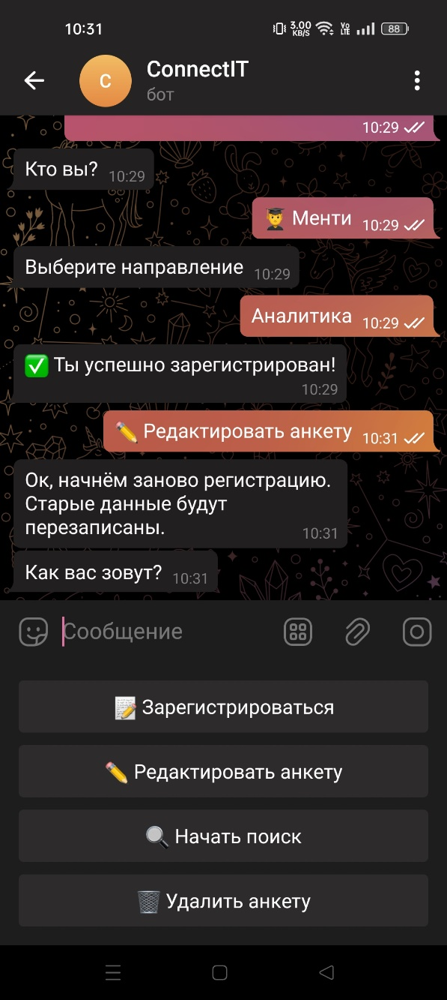 10:31
3.00
KB/S
Vo
LTE
88
C
ConnectIT
бот
10:29
Кто вы? 10:29
Менти 10:29
Выберите направление 10:29
Аналитика 10:29
Ты успешно зарегистрирован!
10:29
Редактировать анкету 10:31
Ок, начнём заново регистрацию.
Старые данные будут
перезаписаны. 10:31
Как вас зовут? 10:31
Сообщение
Зарегистрироваться
Редактировать анкету
Начать поиск
Удалить анкету